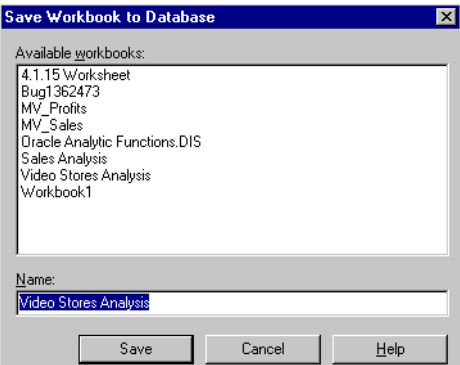 Save Workbook to Database
Available workbooks:
4.1.15 Worksheet
Bug1362473
MV_Profits
MV_Sales
Oracle Analytic Functions.DIS
Sales Analysis
Video Stores Analysis
Workbook1
Name:
Video Stores Analysis
Save Cancel Help